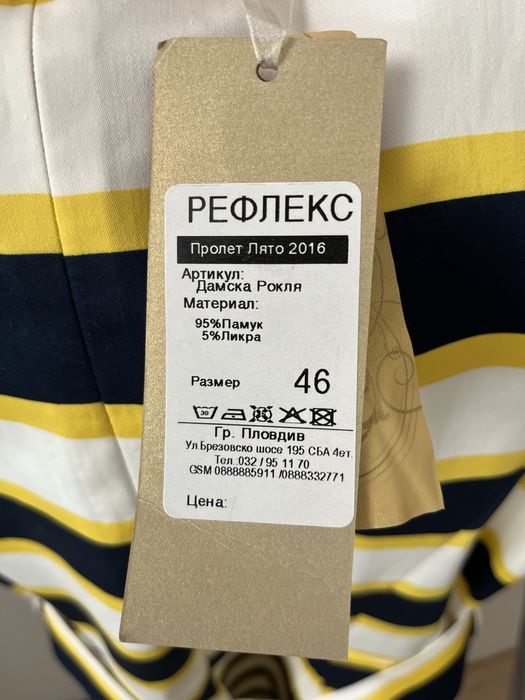 РЕФЛЕКС
Пролет Лято 2016
Артикул:
Дамска Рокля
Материал:
95%Памук
5%Ликра
Размер 46
30
Гр. Пловдив
Ул.Брезовско шосе 195 СБА 4ет.
Тел.:032 / 95 11 70
GSM 0888885911 /0888332771
Цена: